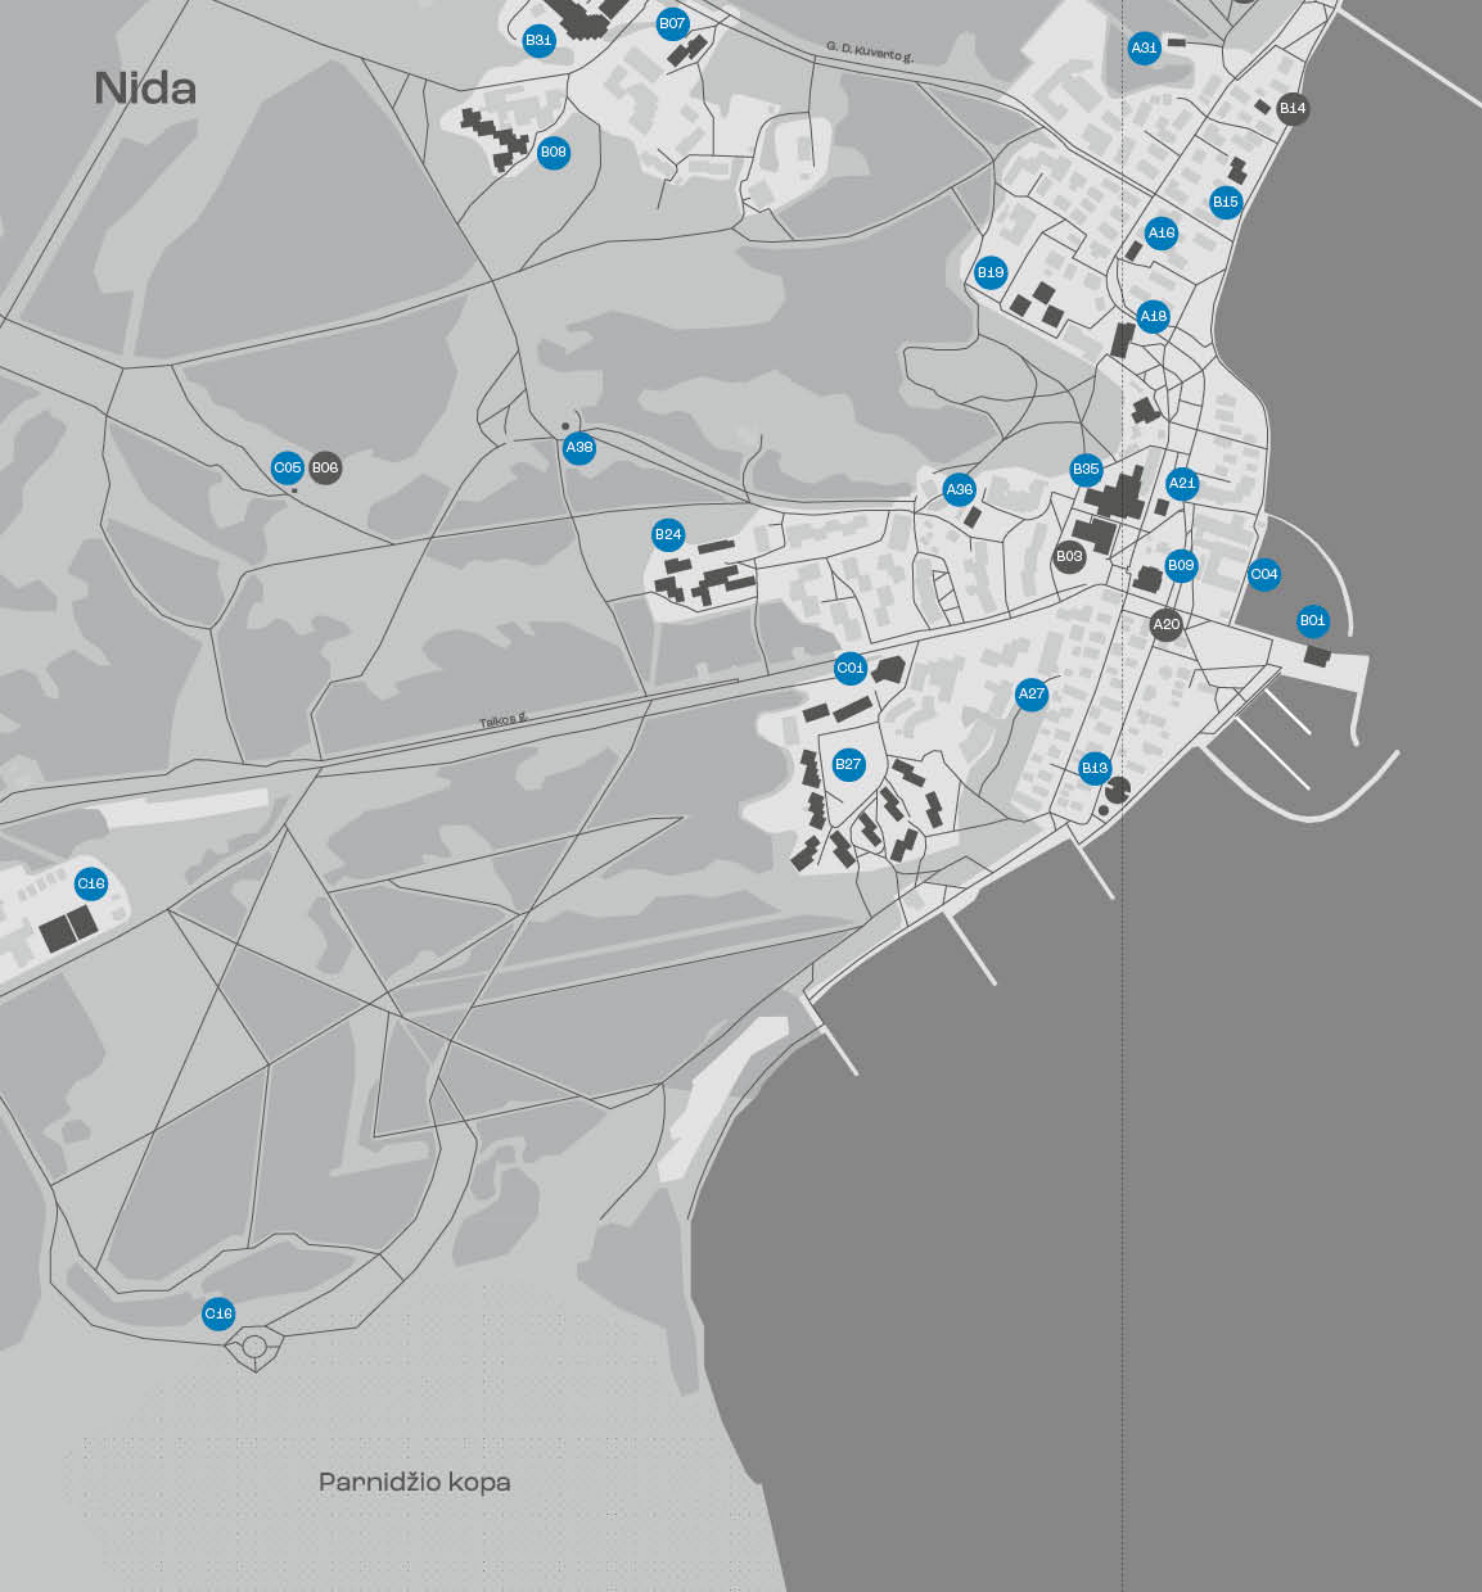 B07
B31
G. D. Kuverto g.
A31
Nida
B14
B08
B15
A16
B19
A18
A38
C05 B06
B35
A21
A36
B24
B03
B09
C04
B01
A20
C01
A27
Taikos g.
B27
B13
C16
C16
Parnidžio kopa